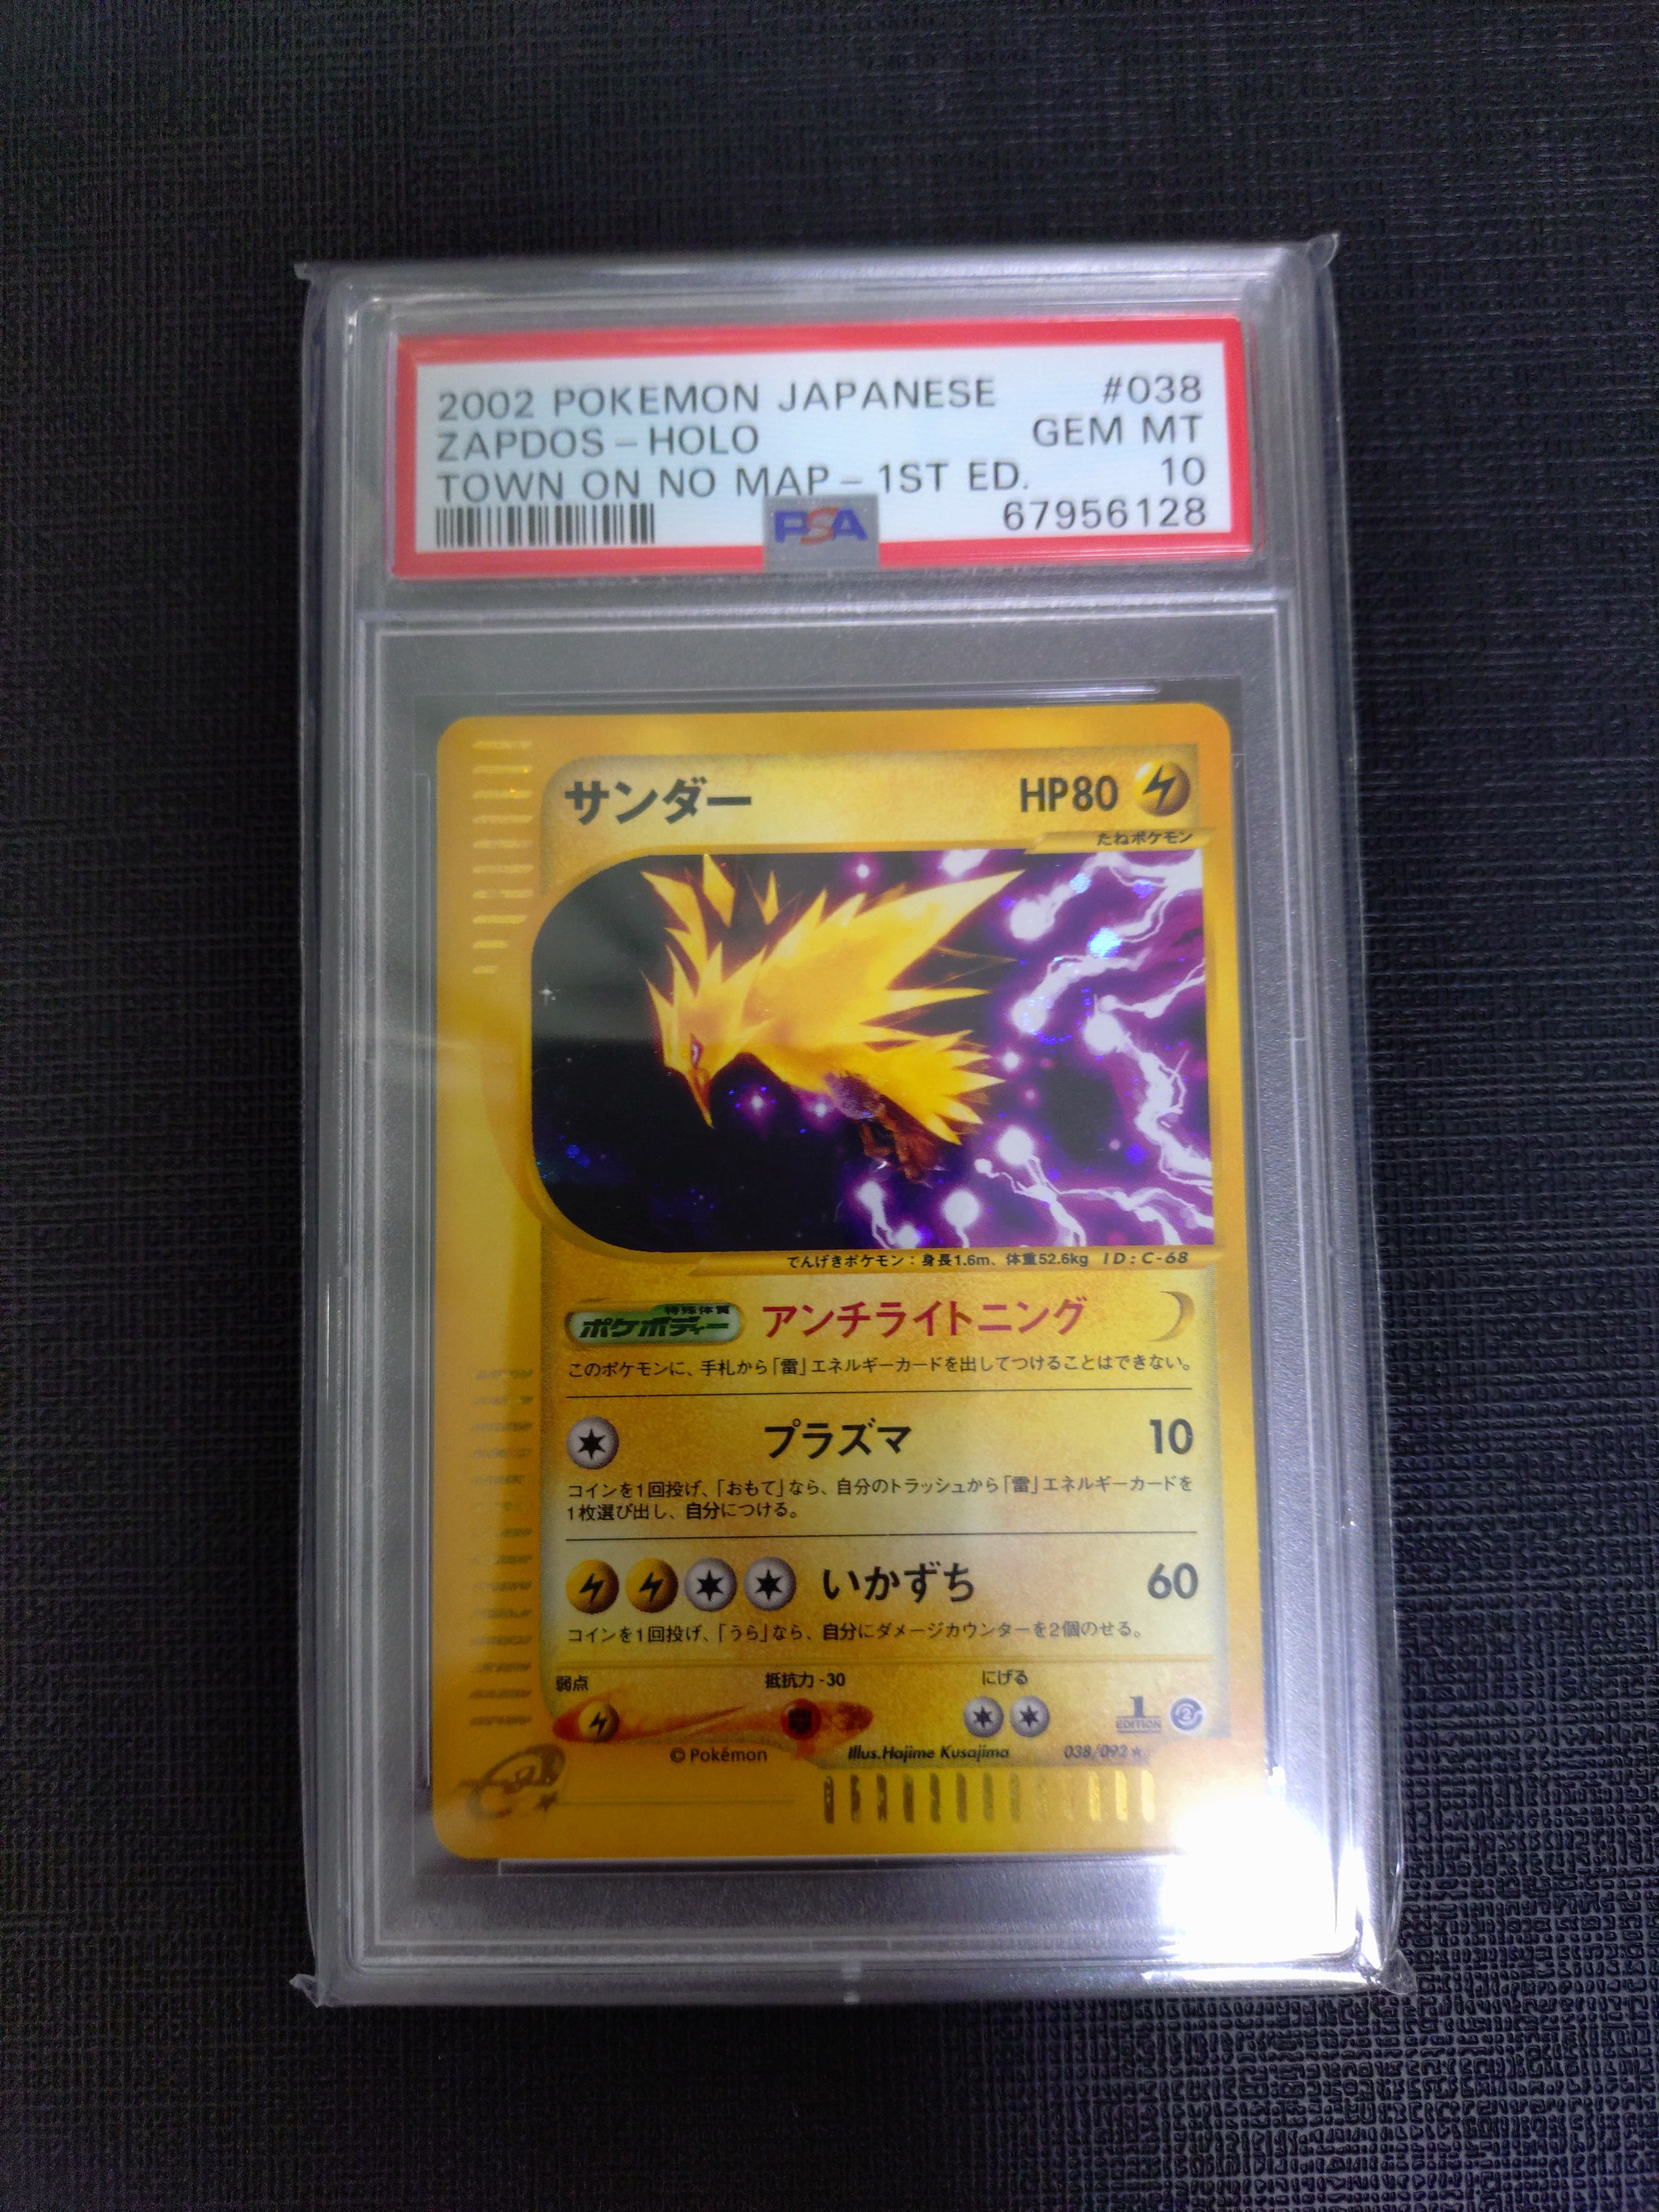 2002 POKEMON JAPANESE #038
ZAPDOS-HOLO GEM MT
TOWN ON NO MAP-1ST ED. 10
PSA 67956128
サンダー HP80
たねポケモン
でんげきポケモン：身長1.6m、体重52.6kg ID:C-68
特殊体質
ポケボディー アンチライトニング
このポケモンに、手札から「雷」エネルギーカードを出してつけることはできない。
プラズマ 10
コインを1回投げ、「おもて」なら、自分のトラッシュから「雷」エネルギーカードを
1枚選び出し、自分につける。
いかずち 60
コインを1回投げ、「うら」なら、自分にダメージカウンターを2個のせる。
弱点 抵抗力-30 にげる
1 EDITION
©Pokémon Illus.Hajime Kusajima 038/092★